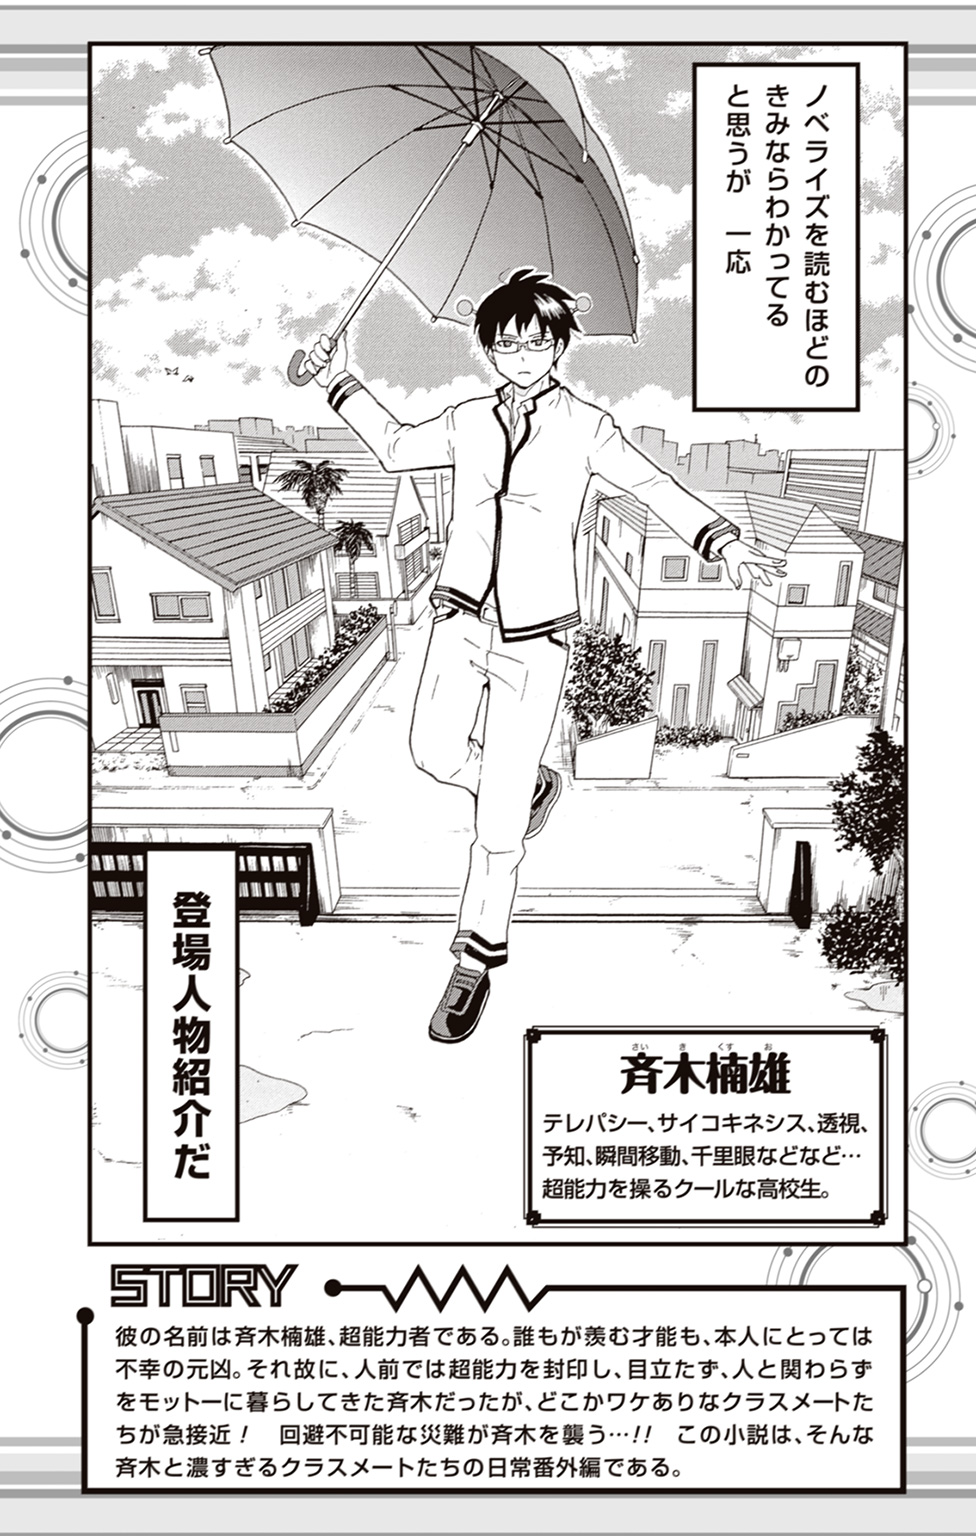 ノベライズを読むほどの
きみならわかってる
と思うが 一応
登場人物紹介だ
さい き くす お
斉木楠雄
テレパシー、サイコキネシス、透視、
予知、瞬間移動、千里眼などなど…
超能力を操るクールな高校生。
STORY
彼の名前は斉木楠雄、超能力者である。誰もが羨む才能も、本人にとっては
不幸の元凶。それ故に、人前では超能力を封印し、目立たず、人と関わらず
をモットーに暮らしてきた斉木だったが、どこかワケありなクラスメートた
ちが急接近! 回避不可能な災難が斉木を襲う…!! この小説は、そんな
斉木と濃すぎるクラスメートたちの日常番外編である。